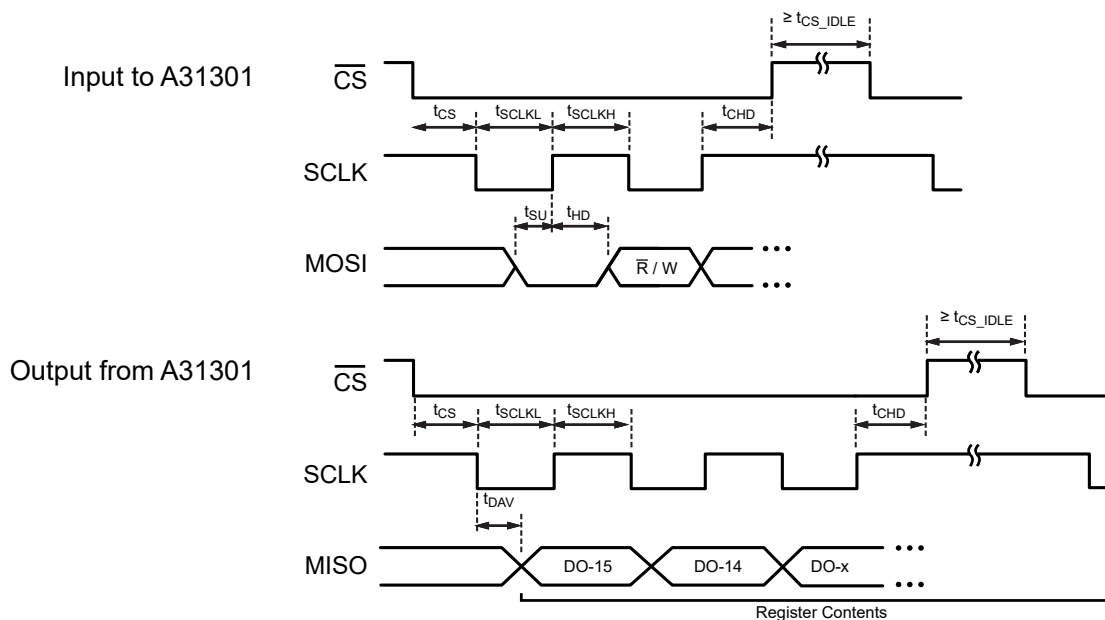 ≥ tCS_IDLE
Input to A31301
CS
tCS tSCLKL tSCLKH tCHD
SCLK
tSU tHD
MOSI R / W •••
•••
≥ tCS_IDLE
Output from A31301
CS
tCS tSCLKL tSCLKH tCHD
SCLK
tDAV
MISO DO-15 DO-14 DO-x •••
•••
Register Contents